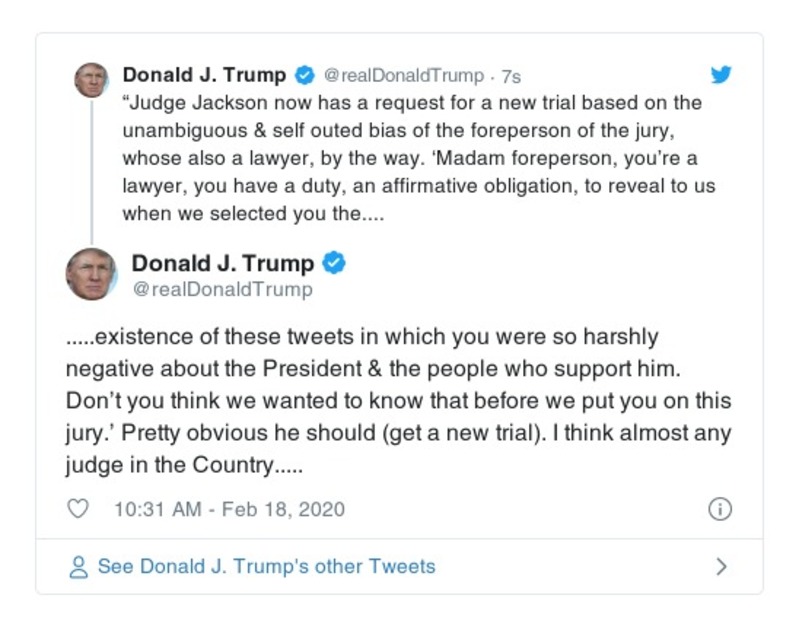 Donald J. Trump @realDonaldTrump · 7s
“Judge Jackson now has a request for a new trial based on the
unambiguous & self outed bias of the foreperson of the jury,
whose also a lawyer, by the way. ‘Madam foreperson, you’re a
lawyer, you have a duty, an affirmative obligation, to reveal to us
when we selected you the....
Donald J. Trump
@realDonaldTrump
.....existence of these tweets in which you were so harshly
negative about the President & the people who support him.
Don’t you think we wanted to know that before we put you on this
jury.’ Pretty obvious he should (get a new trial). I think almost any
judge in the Country.....
10:31 AM - Feb 18, 2020
See Donald J. Trump's other Tweets